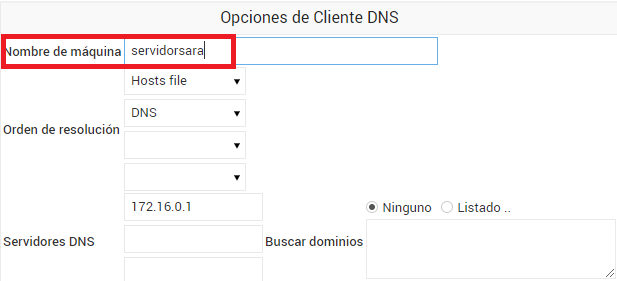 Opciones de Cliente DNS
Nombre de máquina servidorsara
Hosts file
Orden de resolución DNS
172.16.0.1 Ninguno Listado ..
Servidores DNS Buscar dominios